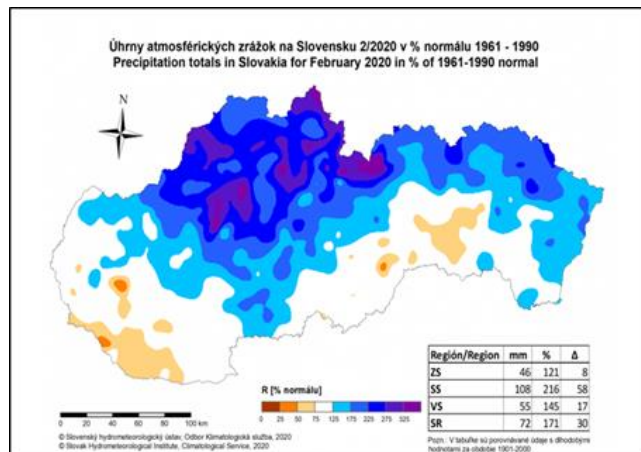 Úhrny atmosférických zrážok na Slovensku 2/2020 v % normálu 1961 - 1990
Precipitation totals in Slovakia for February 2020 in % of 1961-1990 normal
N
Región/Region mm % Δ
ZS 46 121 8
SS 108 216 58
VS 55 145 17
SR 72 171 30
Pozn.: V tabuľke sú porovnávané údaje s dlhodobými
hodnotami za obdobie 1901-2000
R [% normálu]
0 25 50 75 125 175 225 275 325
0 20 40 60 80 100 km
© Slovenský hydrometeorologický ústav, Odbor Klimatologická služba, 2020
© Slovak Hydrometeorological Institute, Climatological Service, 2020